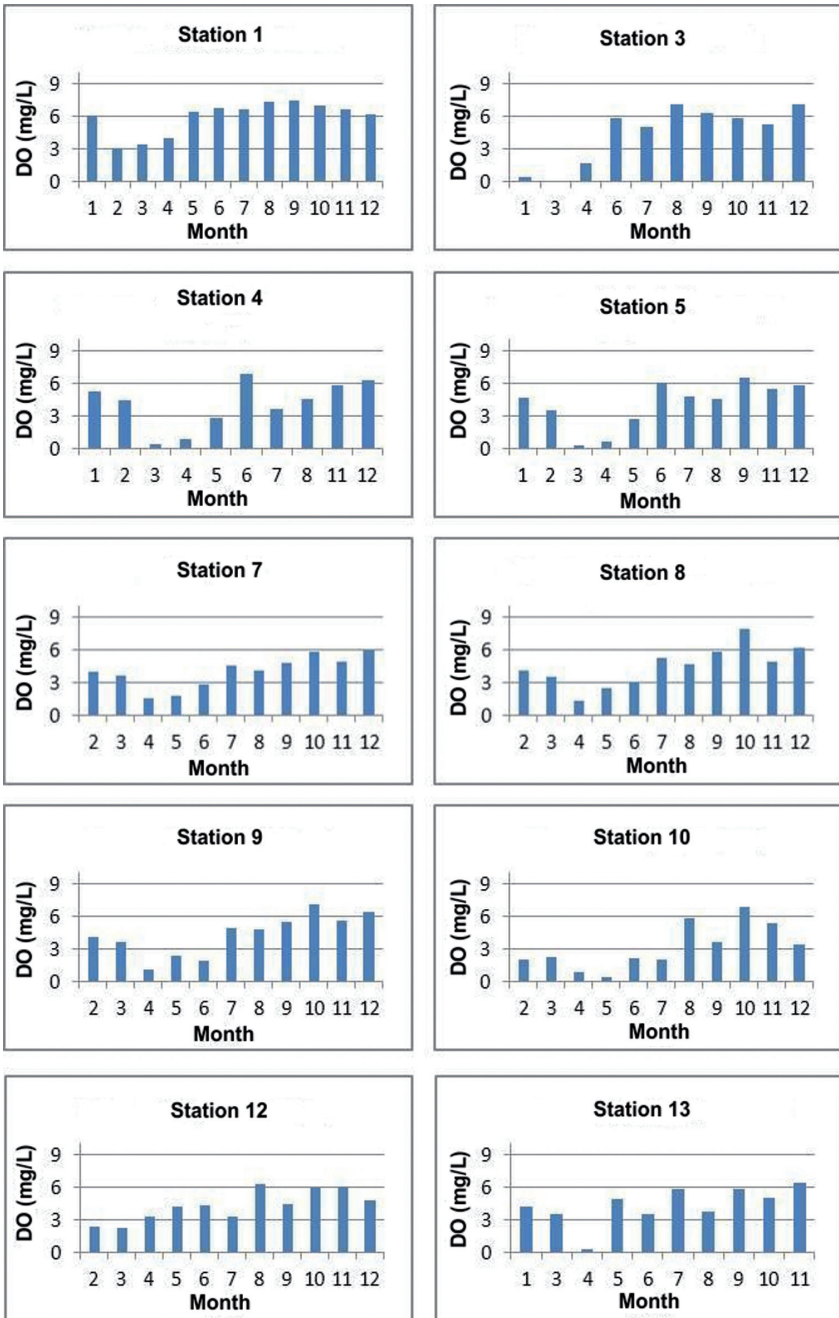 Station 1
9
6
3
0
DO (mg/L)
1 2 3 4 5 6 7 8 9 10 11 12
Month
Station 3
9
6
3
0
DO (mg/L)
1 3 4 6 7 8 9 10 11 12
Month
Station 4
9
6
3
0
DO (mg/L)
1 2 3 4 5 6 7 8 11 12
Month
Station 5
9
6
3
0
DO (mg/L)
1 2 3 4 5 6 7 8 9 11 12
Month
Station 7
9
6
3
0
DO (mg/L)
2 3 4 5 6 7 8 9 10 11 12
Month
Station 8
9
6
3
0
DO (mg/L)
2 3 4 5 6 7 8 9 10 11 12
Month
Station 9
9
6
3
0
DO (mg/L)
2 3 4 5 6 7 8 9 10 11 12
Month
Station 10
9
6
3
0
DO (mg/L)
2 3 4 5 6 7 8 9 10 11 12
Month
Station 12
9
6
3
0
DO (mg/L)
2 3 4 5 6 7 8 9 10 11 12
Month
Station 13
9
6
3
0
DO (mg/L)
1 3 4 5 6 7 8 9 10 11
Month